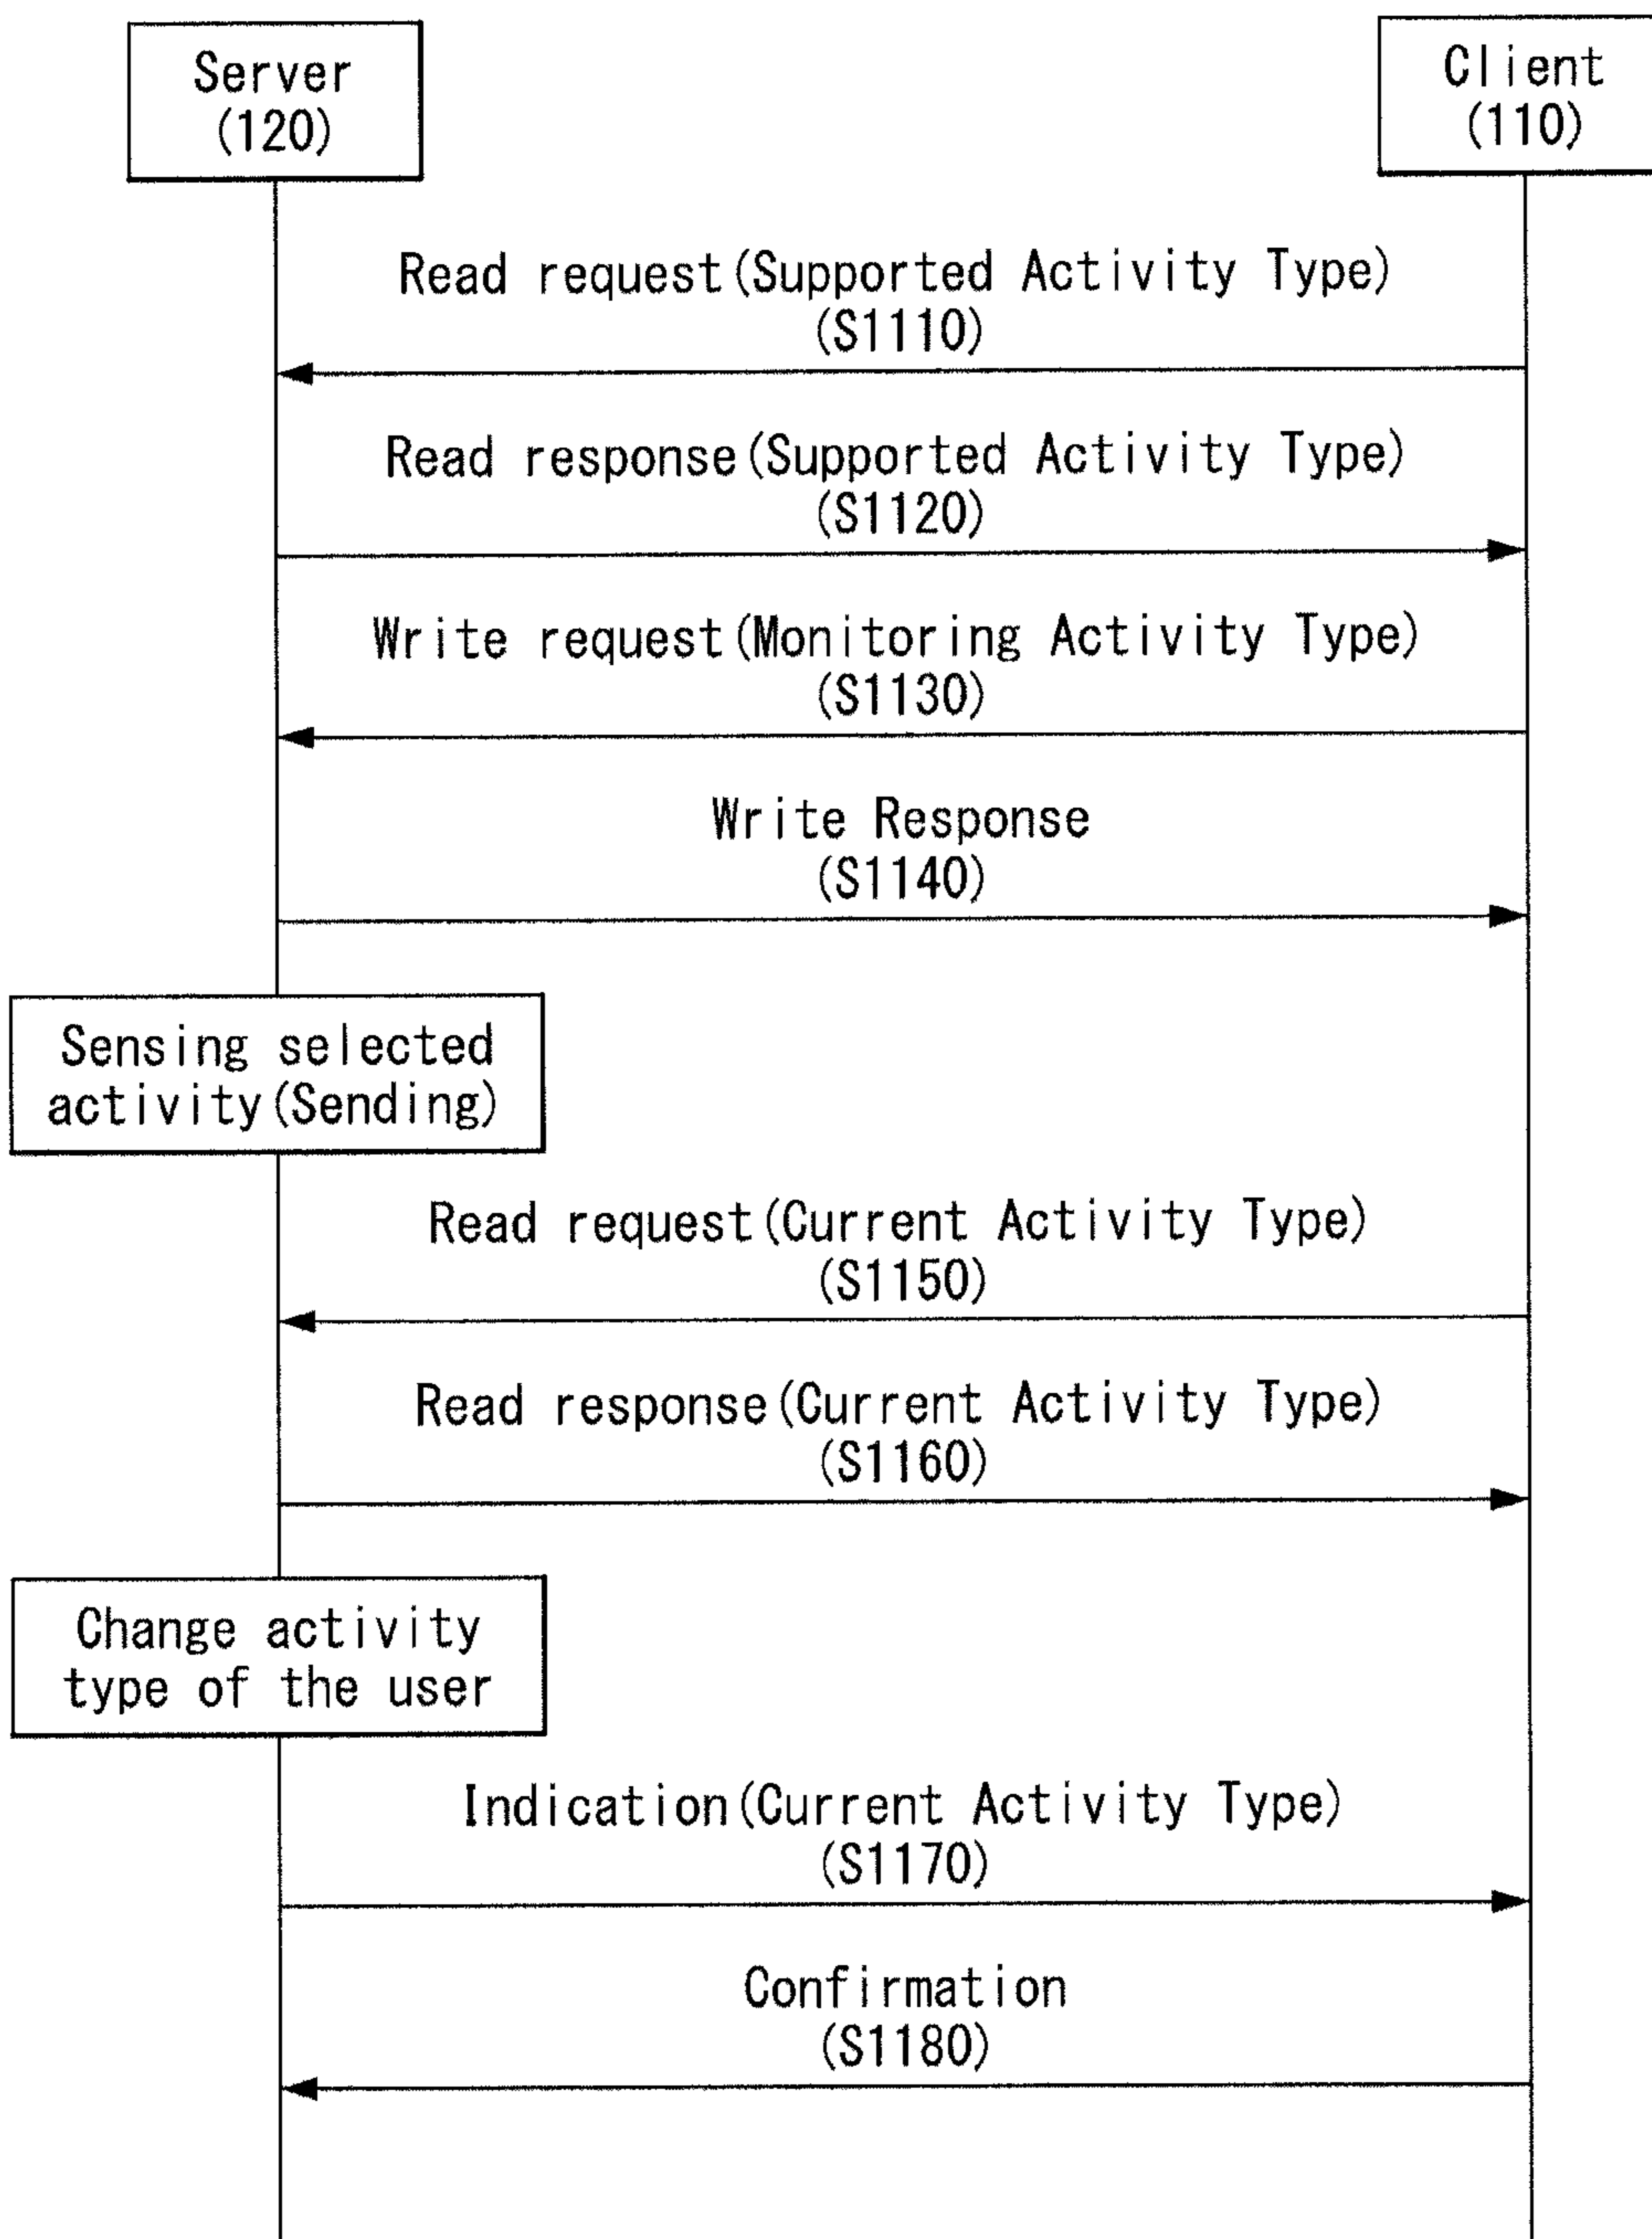 Server
(120)
Client
(110)
Read request(Supported Activity Type)
(S1110)
Read response(Supported Activity Type)
(S1120)
Write request(Monitoring Activity Type)
(S1130)
Write Response
(S1140)
Sensing selected
activity(Sending)
Read request(Current Activity Type)
(S1150)
Read response(Current Activity Type)
(S1160)
Change activity
type of the user
Indication(Current Activity Type)
(S1170)
Confirmation
(S1180)